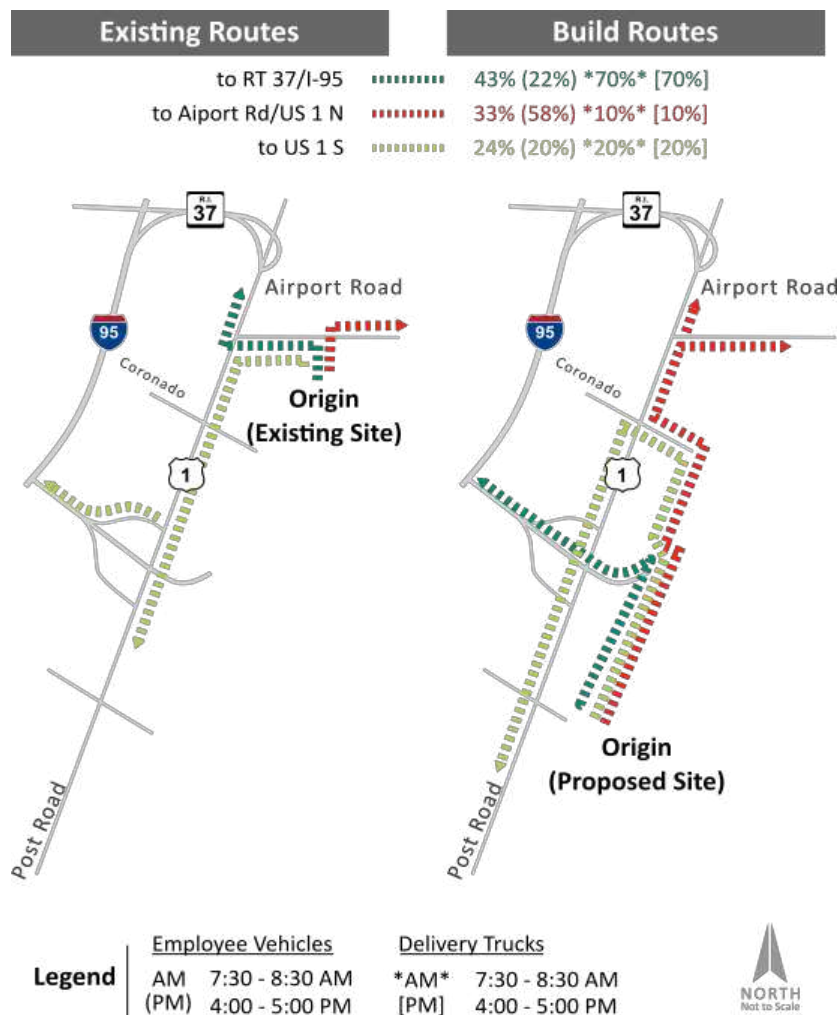 Existing Routes
Build Routes
to RT 37/I-95 43% (22%) *70%* [70%]
to Aiport Rd/US 1 N 33% (58%) *10%* [10%]
to US 1 S 24% (20%) *20%* [20%]
R.I.
37
Airport Road
95
Coronado
Origin
(Existing Site)
1
Post Road
R.I.
37
Airport Road
95
Coronado
1
Origin
(Proposed Site)
Post Road
Legend
Employee Vehicles
AM 7:30 - 8:30 AM
(PM) 4:00 - 5:00 PM
Delivery Trucks
*AM* 7:30 - 8:30 AM
[PM] 4:00 - 5:00 PM
NORTH
Not to Scale